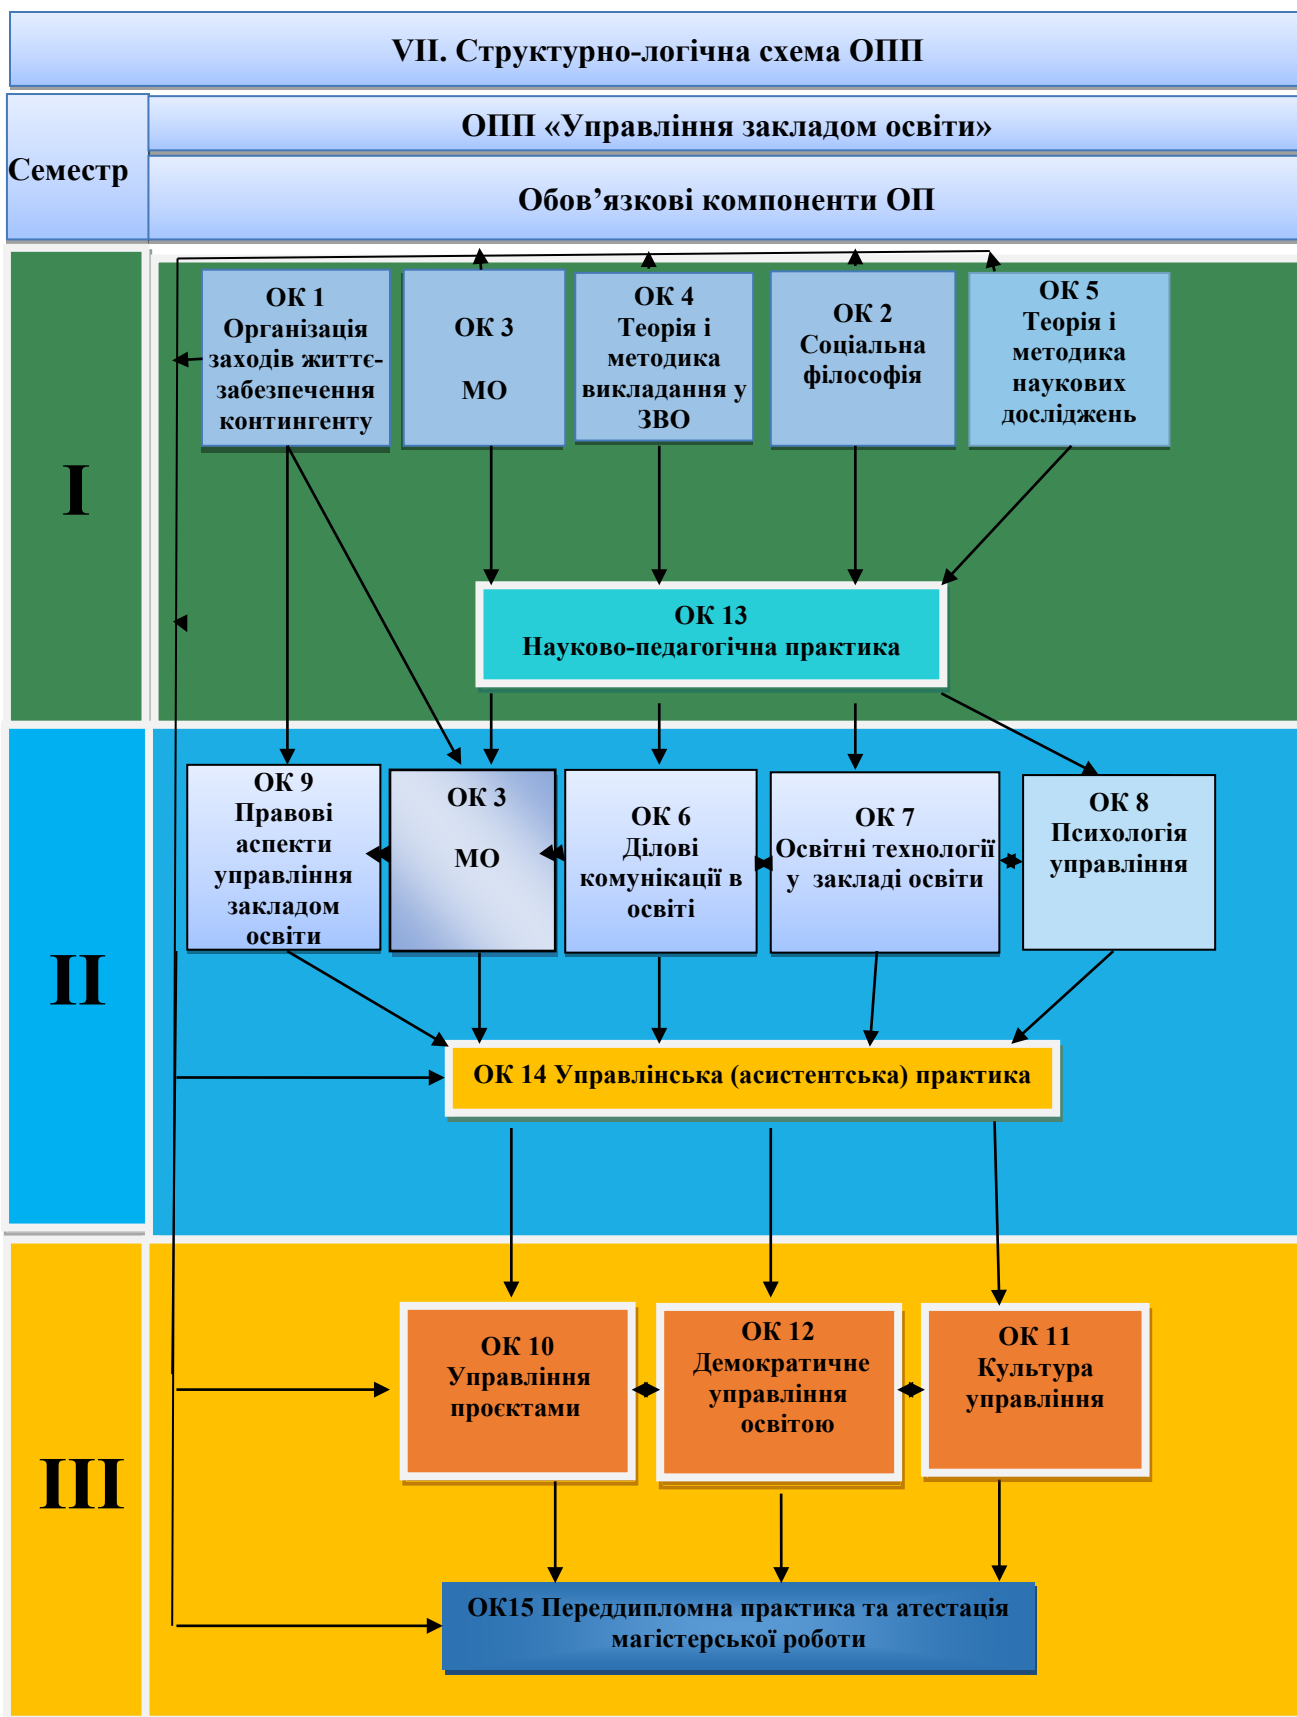 VII. Структурно-логічна схема ОПП
Семестр
ОПП «Управління закладом освіти»
Обов’язкові компоненти ОП
I
ОК 1
Організація
заходів життє-
забезпечення
контингенту
ОК 3
МО
ОК 4
Теорія і
методика
викладання у
ЗВО
ОК 2
Соціальна
філософія
ОК 5
Теорія і
методика
наукових
досліджень
ОК 13
Науково-педагогічна практика
II
ОК 9
Правові
аспекти
управління
закладом
освіти
ОК 3
МО
ОК 6
Ділові
комунікації в
освіті
ОК 7
Освітні технології
у закладі освіти
ОК 8
Психологія
управління
ОК 14 Управлінська (асистентська) практика
III
ОК 10
Управління
проєктами
ОК 12
Демократичне
управління
освітою
ОК 11
Культура
управління
ОК15 Переддипломна практика та атестація
магістерської роботи